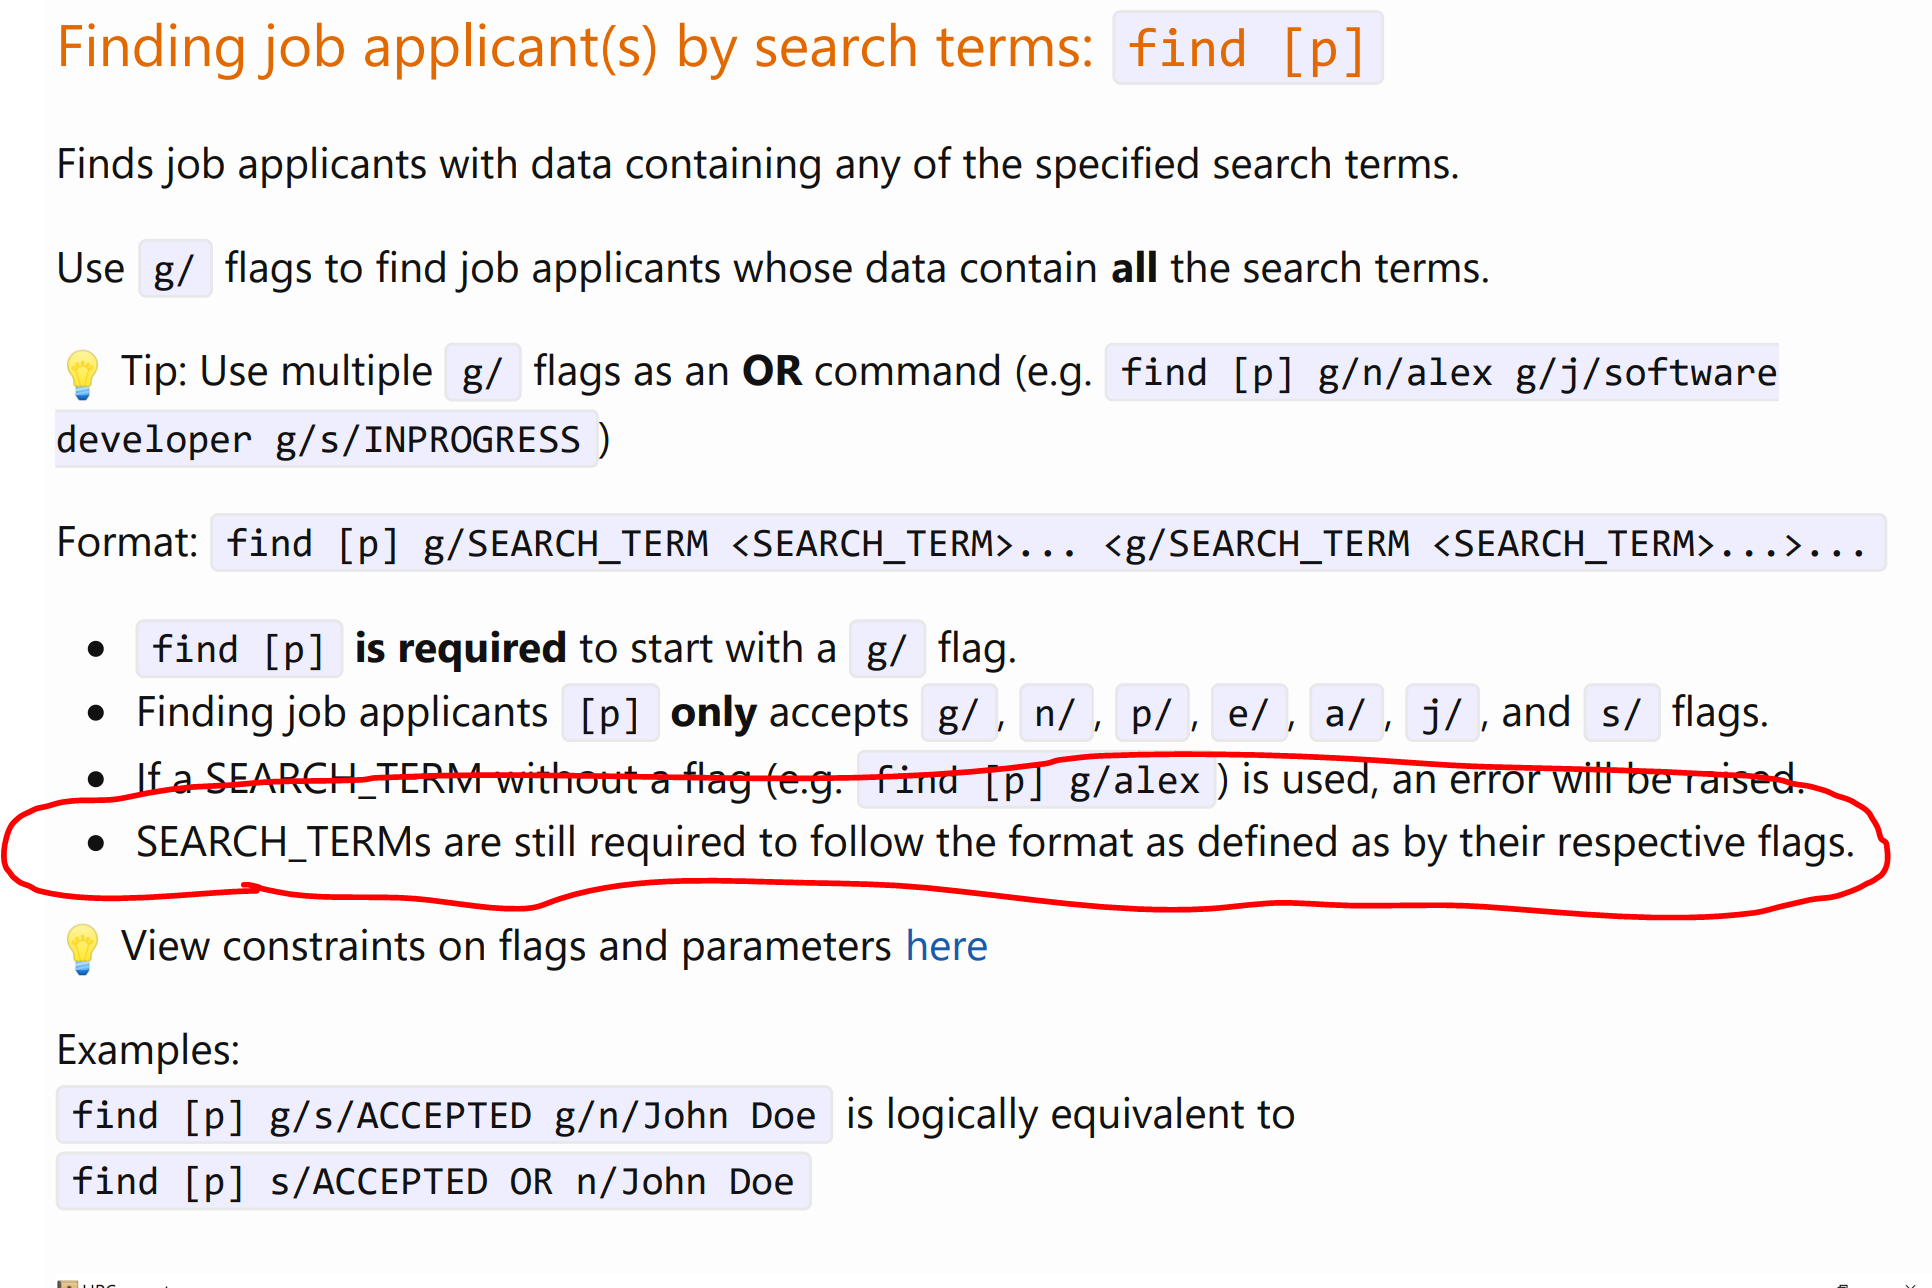 Finding job applicant(s) by search terms: find [p]
Finds job applicants with data containing any of the specified search terms.
Use g/ flags to find job applicants whose data contain all the search terms.
Tip: Use multiple g/ flags as an OR command (e.g. find [p] g/n/alex g/j/software
developer g/s/INPROGRESS )
Format: find [p] g/SEARCH_TERM <SEARCH_TERM>... <g/SEARCH_TERM <SEARCH_TERM>...>...
find [p] is required to start with a g/ flag.
Finding job applicants [p] only accepts g/, n/, p/, e/, a/, j/, and s/ flags.
If a SEARCH_TERM without a flag (e.g. find [p] g/alex ) is used, an error will be raised.
SEARCH_TERMs are still required to follow the format as defined as by their respective flags.
View constraints on flags and parameters here
Examples:
find [p] g/s/ACCEPTED g/n/John Doe is logically equivalent to
find [p] s/ACCEPTED OR n/John Doe